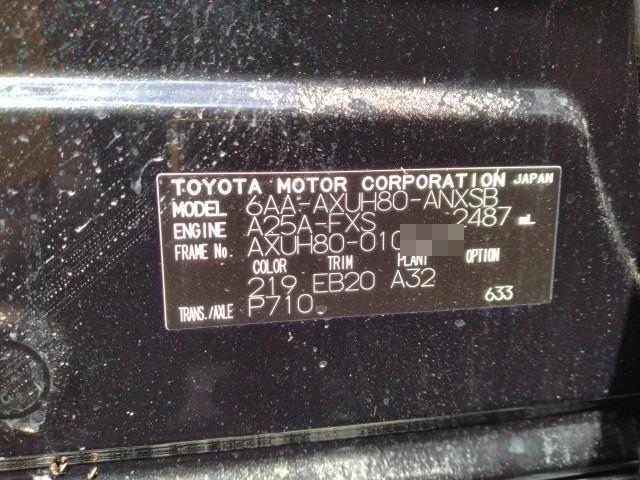 TOYOTA MOTOR CORPORATION JAPAN
MODEL 6AA-AXUH80-ANXSB
ENGINE A25A-FXS 2487 mL
FRAME No. AXUH80-010
COLOR TRIM PLANT OPTION
219 EB20 A32
633
TRANS./AXLE P710